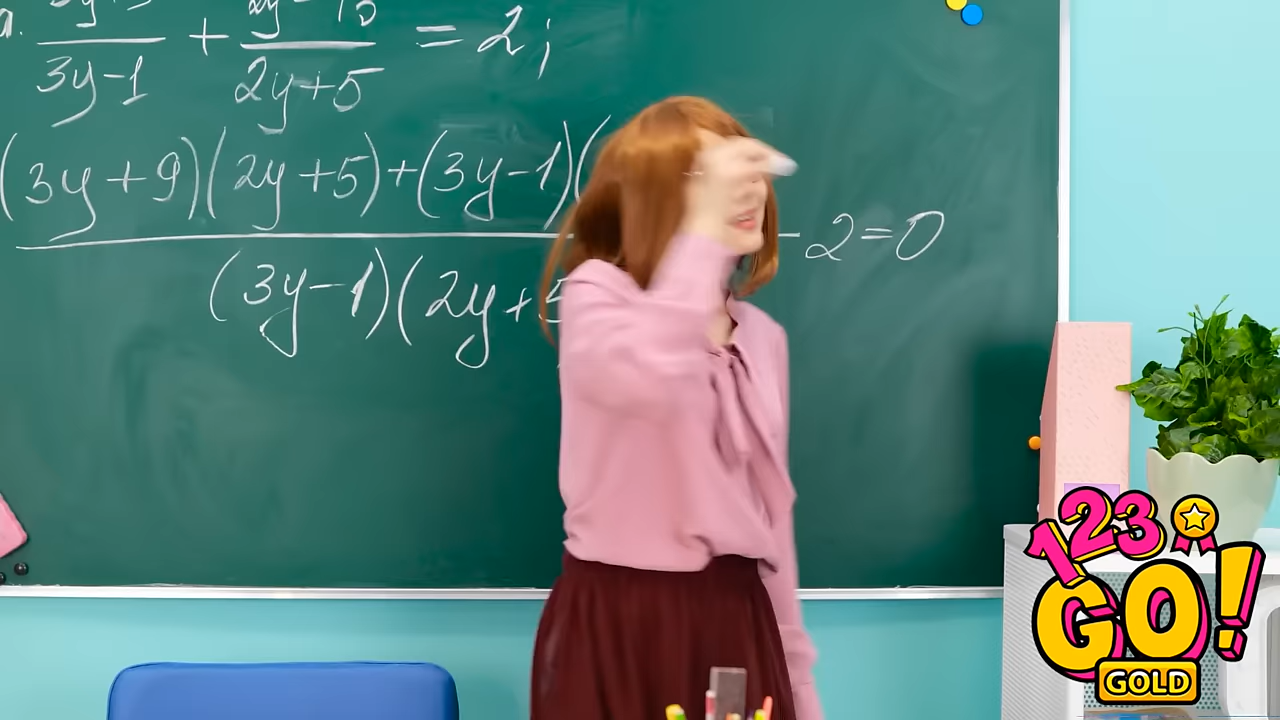 a.
3y-1 + 2y+5 = 2;
(3y+9)(2y+5)+(3y-1)( - 2=0
(3y-1)(2y+5
123 GO!
GOLD